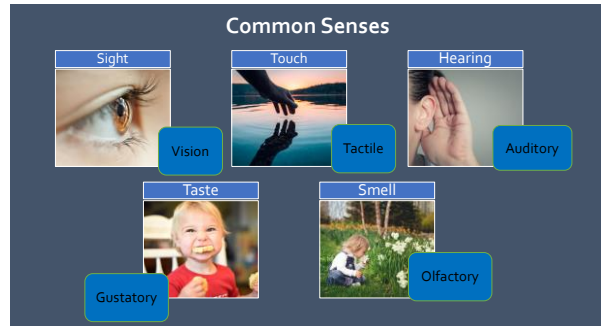 Common Senses
Sight
Touch
Hearing
Vision
Tactile
Auditory
Taste
Smell
Gustatory
Olfactory